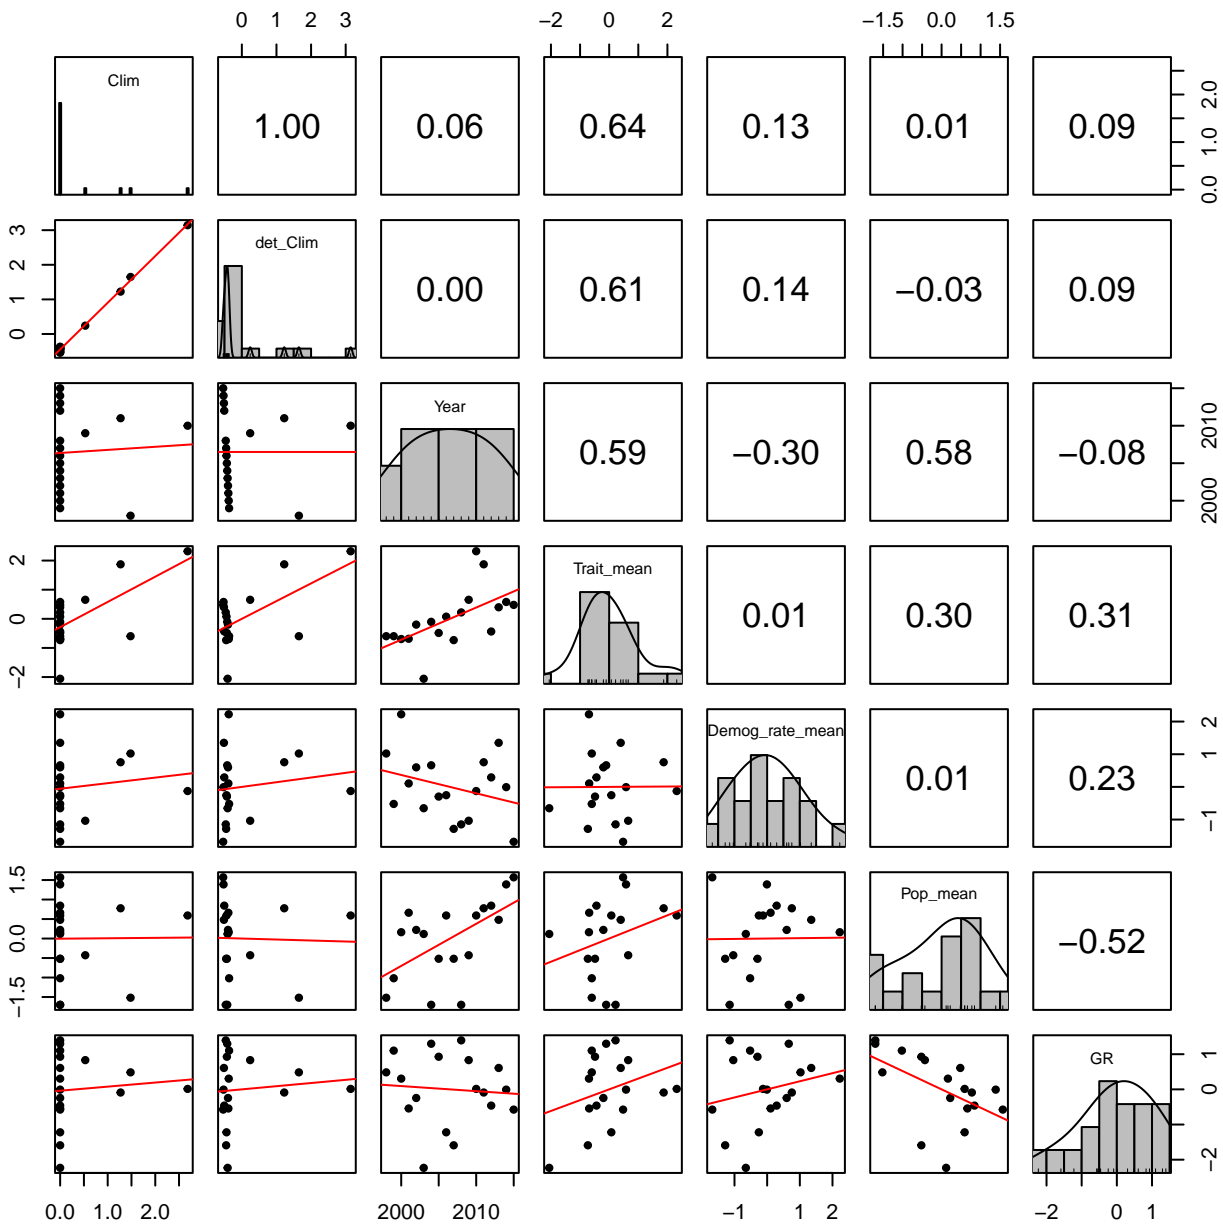 0 1 2 3 −2 0 2 −1.5 0.0 1.5
Clim 1.00 0.06 0.64 0.13 0.01 0.09 0.0 1.0 2.0
0 1 2 3 det_Clim 0.00 0.61 0.14 −0.03 0.09
Year 0.59 −0.30 0.58 −0.08 2000 2010
−2 0 2 Trait_mean 0.01 0.30 0.31
Demog_rate_mean 0.01 0.23 −1 1 2
−1.5 0.0 1.5 Pop_mean −0.52
GR −2 0 1
0.0 1.0 2.0 2000 2010 −1 1 2 −2 0 1